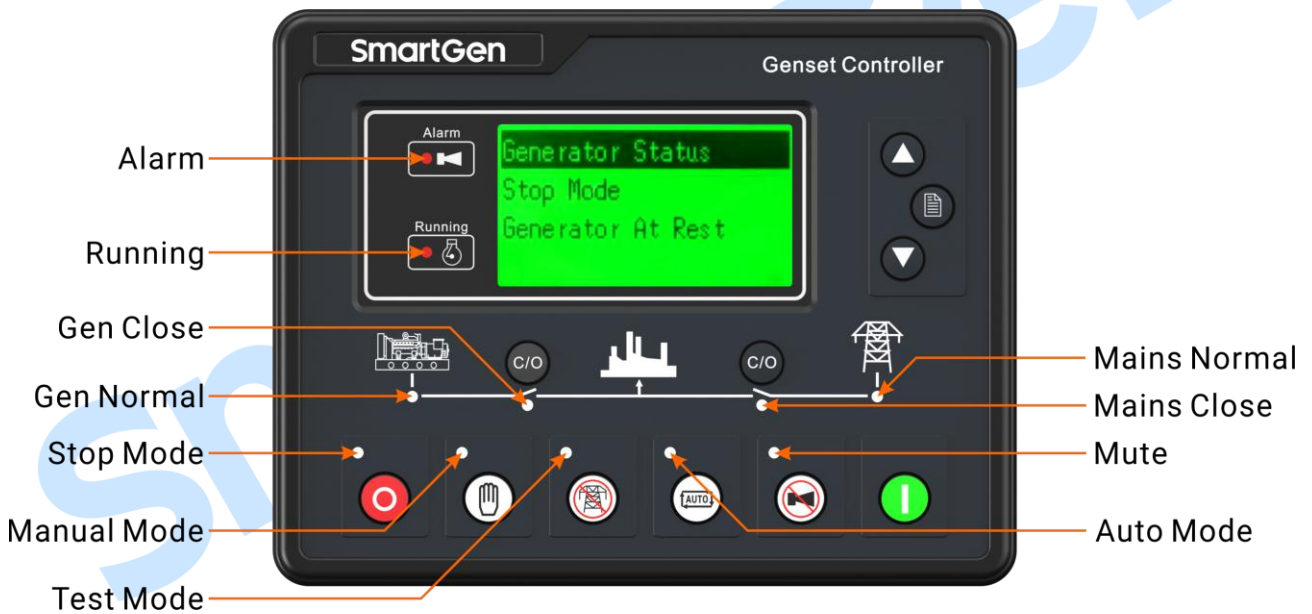 SmartGen
Genset Controller
Alarm
Alarm
Generator Status
Stop Mode
Generator At Rest
Running
Running
Gen Close
C/O
C/O
Gen Normal
Mains Normal
Mains Close
Stop Mode
Mute
AUTO
Manual Mode
Auto Mode
Test Mode